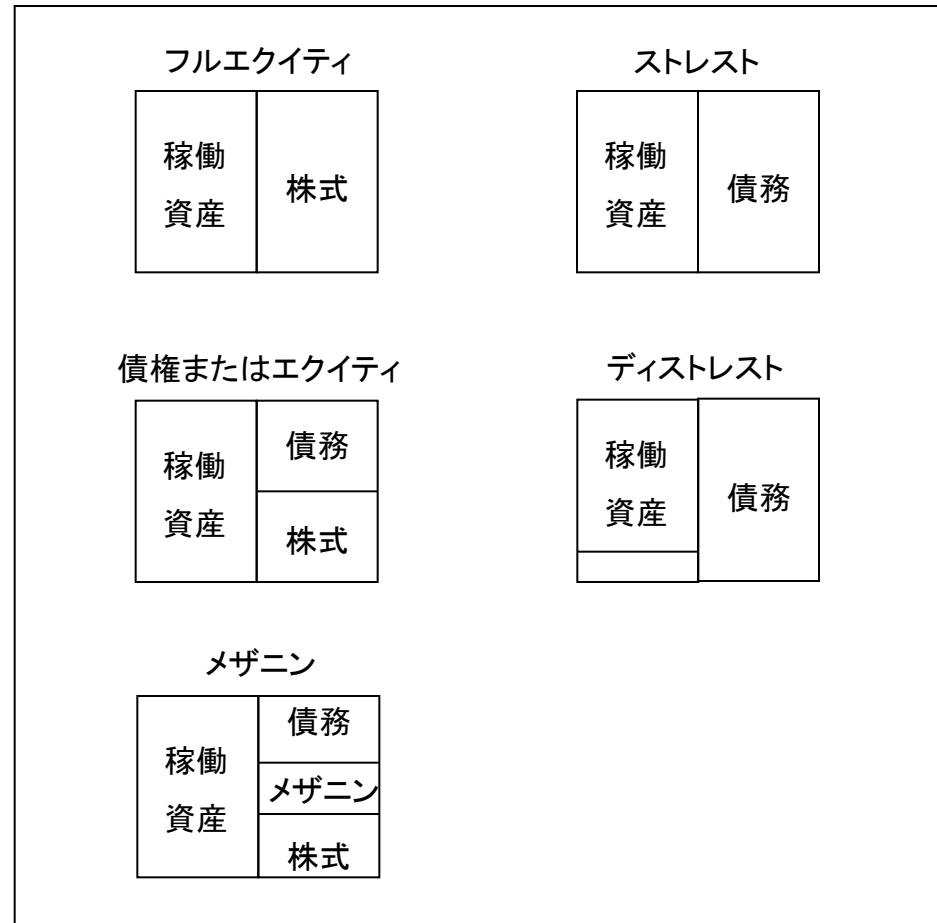 フルエクイティ
稼働
資産
株式
ストレスト
稼働
資産
債務
債権またはエクイティ
稼働
資産
債務
株式
ディストレスト
稼働
資産
債務
メザニン
稼働
資産
債務
メザニン
株式